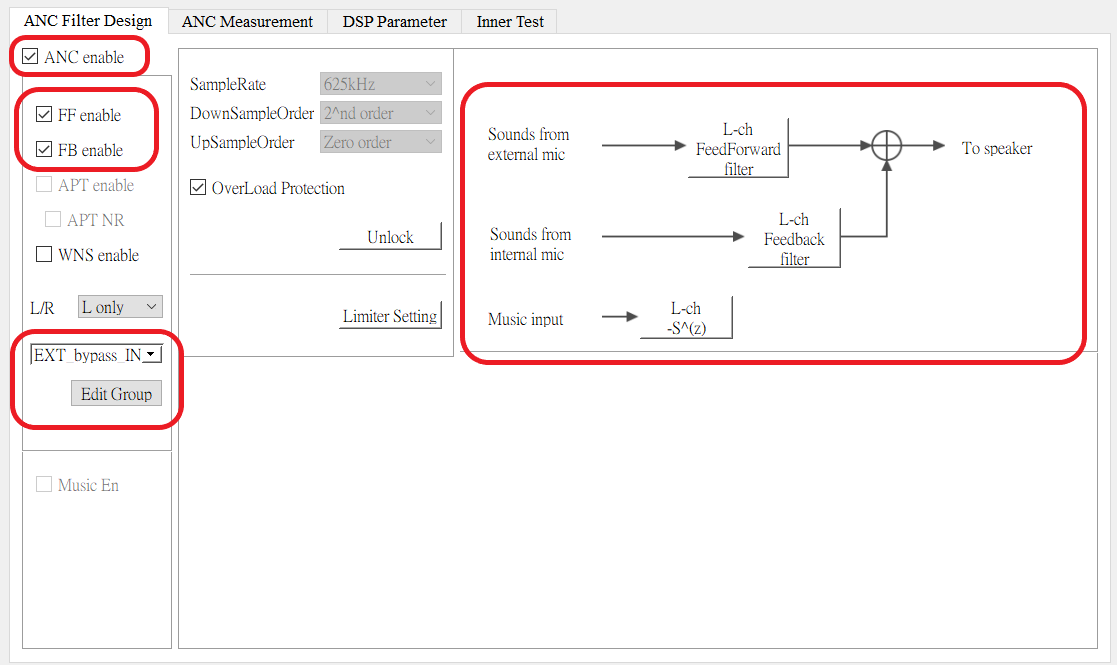 ANC Filter Design
ANC Measurement
DSP Parameter
Inner Test
ANC enable
FF enable
FB enable
APT enable
APT NR
WNS enable
L/R
L only
EXT_bypass_IN
Edit Group
Music En
SampleRate
625kHz
DownSampleOrder
2^nd order
UpSampleOrder
Zero order
OverLoad Protection
Unlock
Limiter Setting
Sounds from
external mic
L-ch
FeedForward
filter
To speaker
Sounds from
internal mic
L-ch
Feedback
filter
Music input
L-ch
-S^(z)